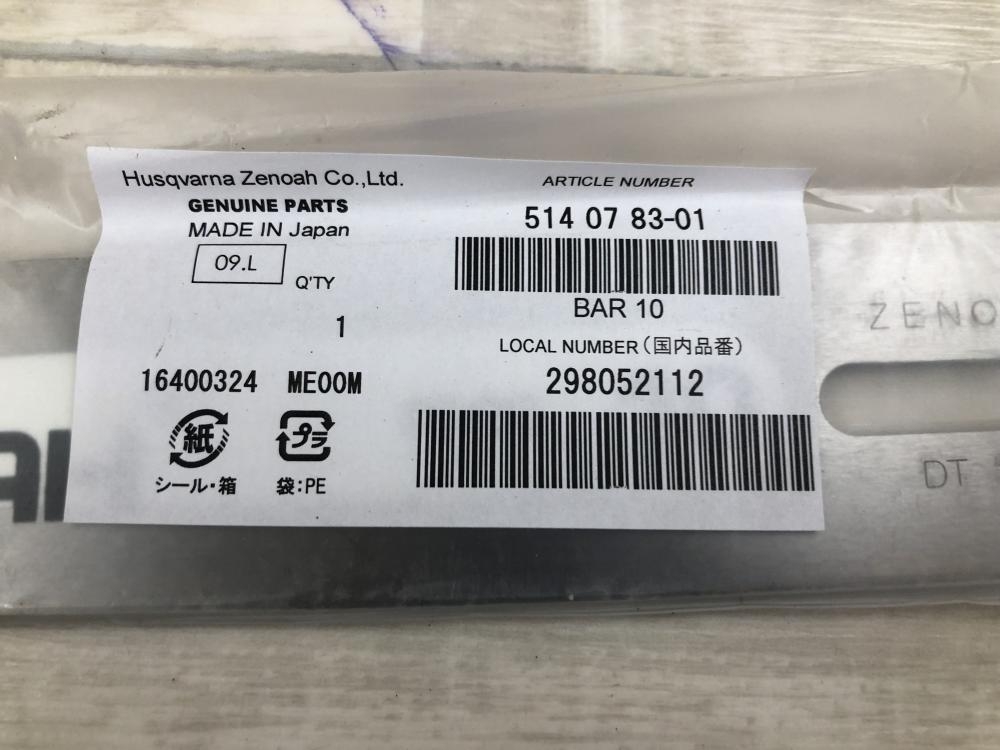 Husqvarna Zenoah Co.,Ltd.
GENUINE PARTS
MADE IN Japan
09.L
Q'TY
1
16400324 ME00M
紙
プラ
シール・箱
袋:PE
ARTICLE NUMBER
514 07 83-01
BAR 10
LOCAL NUMBER(国内品番)
298052112
ZENO
DT